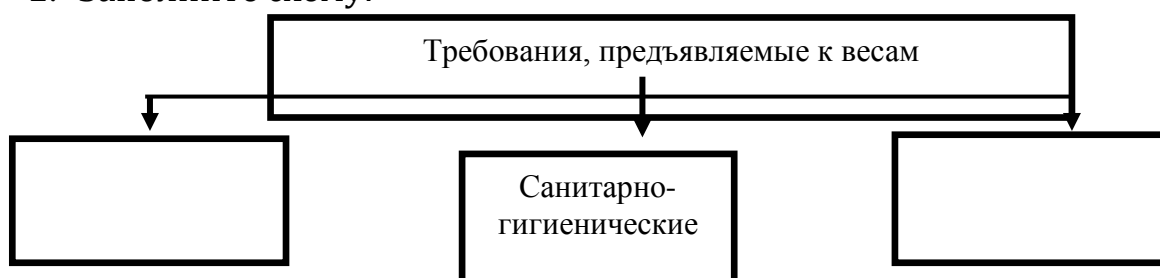 Требования, предъявляемые к весам
Санитарно-
гигиенические